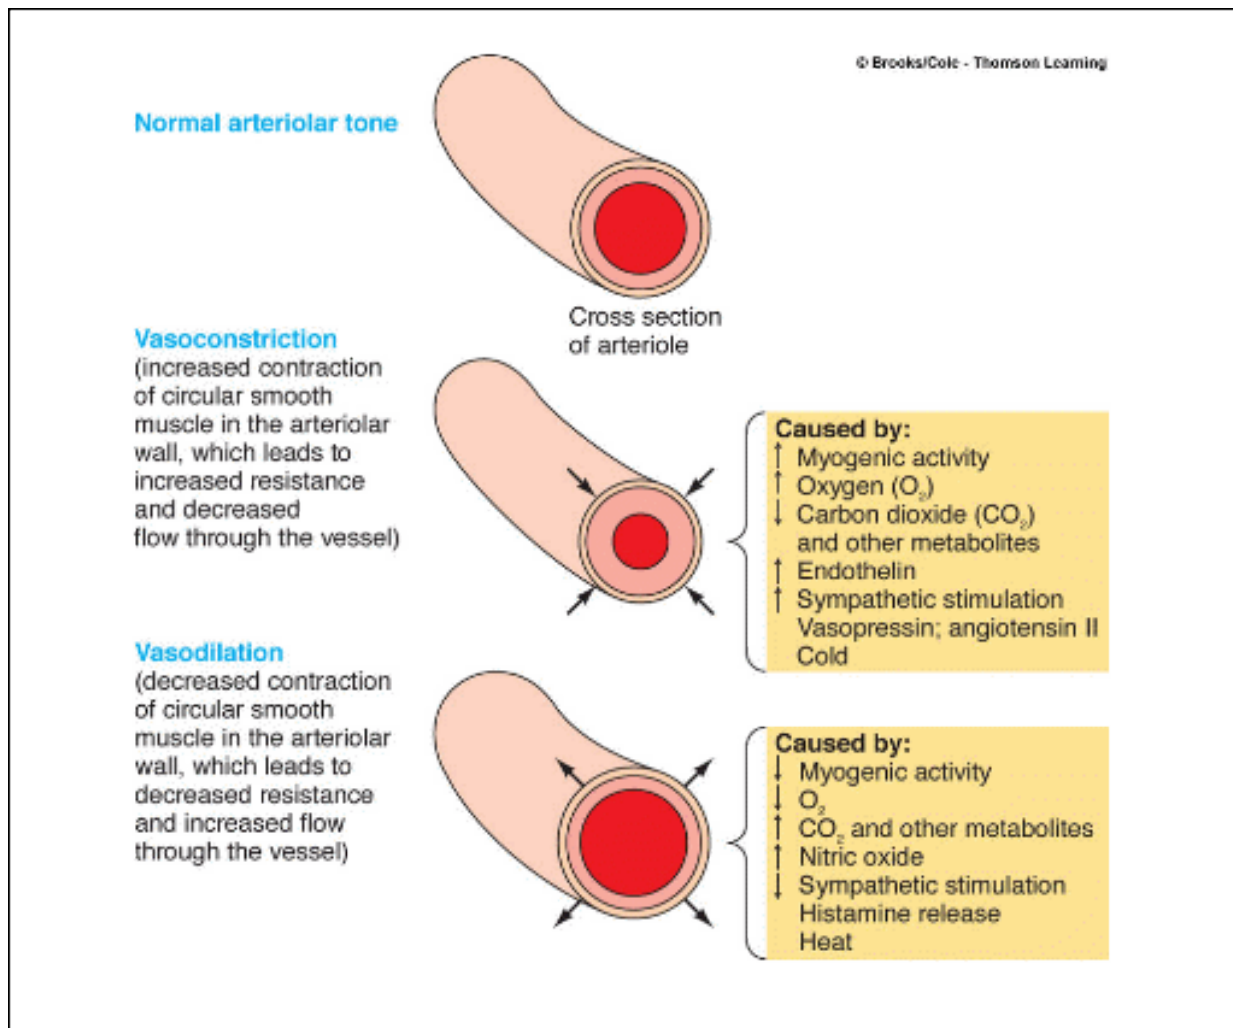 © Brooks/Cole - Thomson Learning
Normal arteriolar tone
Cross section
of arteriole
Vasoconstriction
(increased contraction
of circular smooth
muscle in the arteriolar
wall, which leads to
increased resistance
and decreased
flow through the vessel)
Caused by:
↑ Myogenic activity
↑ Oxygen (O₂)
↓ Carbon dioxide (CO₂)
and other metabolites
↑ Endothelin
↑ Sympathetic stimulation
Vasopressin; angiotensin II
Cold
Vasodilation
(decreased contraction
of circular smooth
muscle in the arteriolar
wall, which leads to
decreased resistance
and increased flow
through the vessel)
Caused by:
↓ Myogenic activity
↓ O₂
↑ CO₂ and other metabolites
↑ Nitric oxide
↓ Sympathetic stimulation
Histamine release
Heat